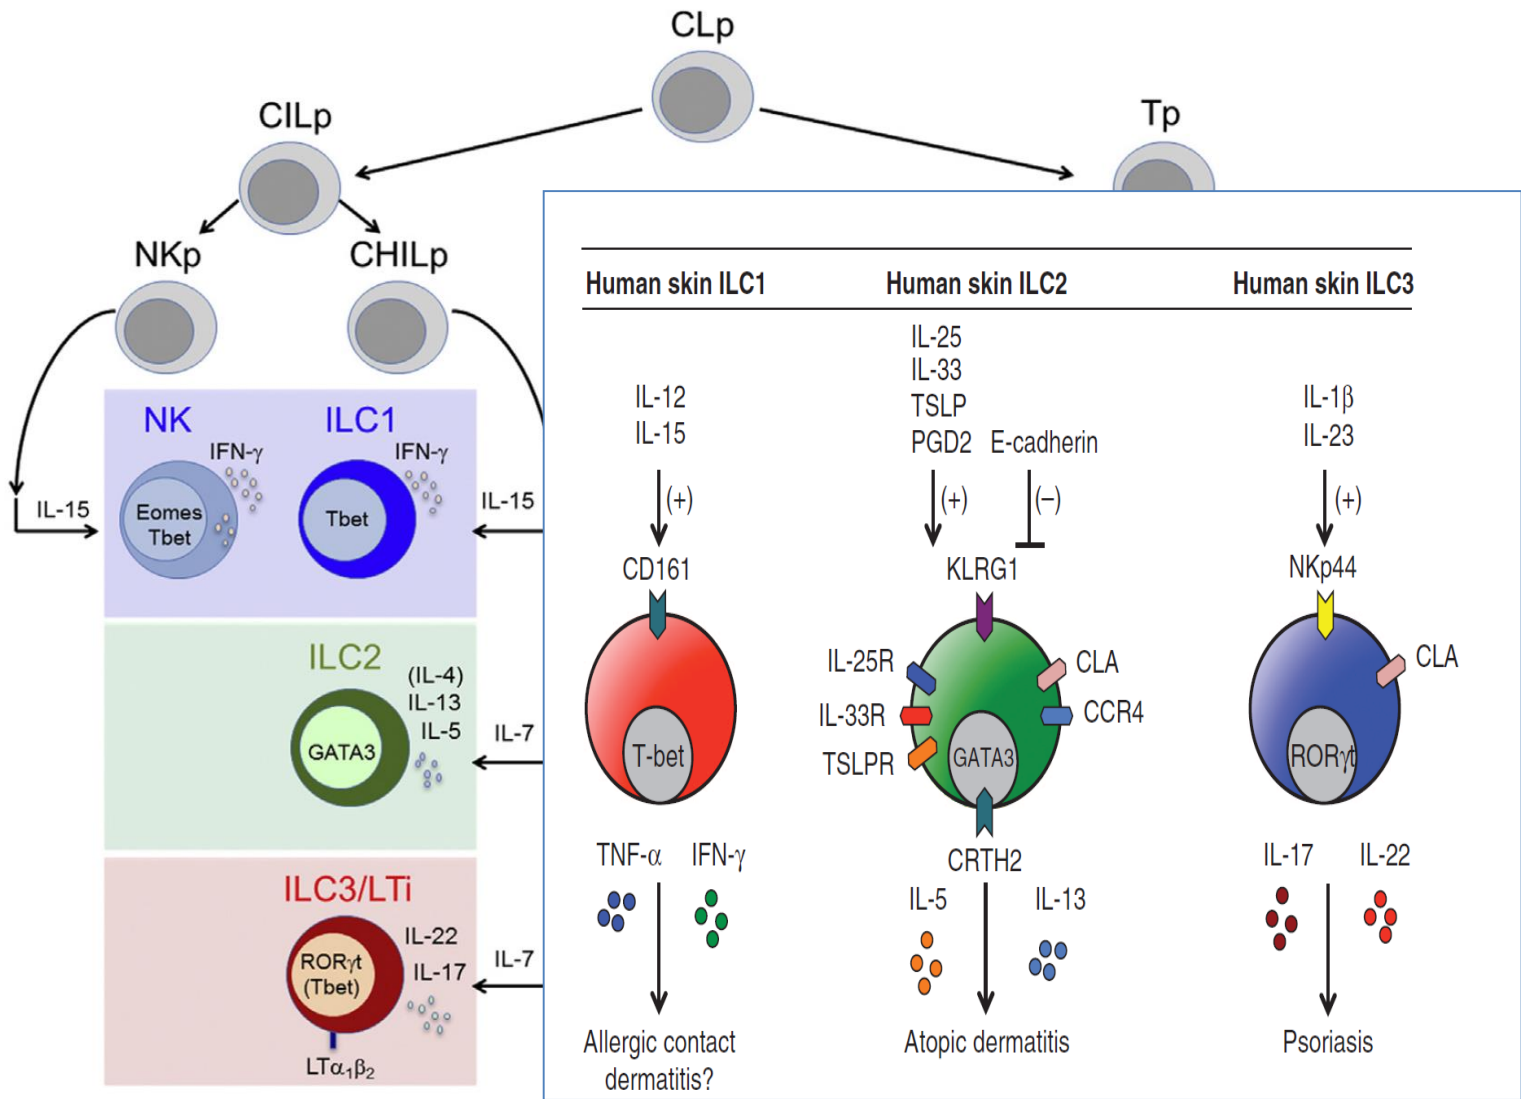 CLp
CILp
Tp
NKp
CHILp
NK
ILC1
IFN-γ
IFN-γ
Eomes
Tbet
Tbet
IL-15
IL-15
ILC2
(IL-4)
IL-13
IL-5
GATA3
IL-7
ILC3/LTi
IL-22
IL-17
RORγt
(Tbet)
IL-7
LTα₁β₂
Human skin ILC1
Human skin ILC2
Human skin ILC3
IL-12
IL-15
(+)
CD161
T-bet
TNF-α
IFN-γ
Allergic contact
dermatitis?
IL-25
IL-33
TSLP
PGD2
E-cadherin
(+)
(–)
KLRG1
IL-25R
IL-33R
TSLPR
CLA
CCR4
GATA3
CRTH2
IL-5
IL-13
Atopic dermatitis
IL-1β
IL-23
(+)
NKp44
CLA
RORγt
IL-17
IL-22
Psoriasis